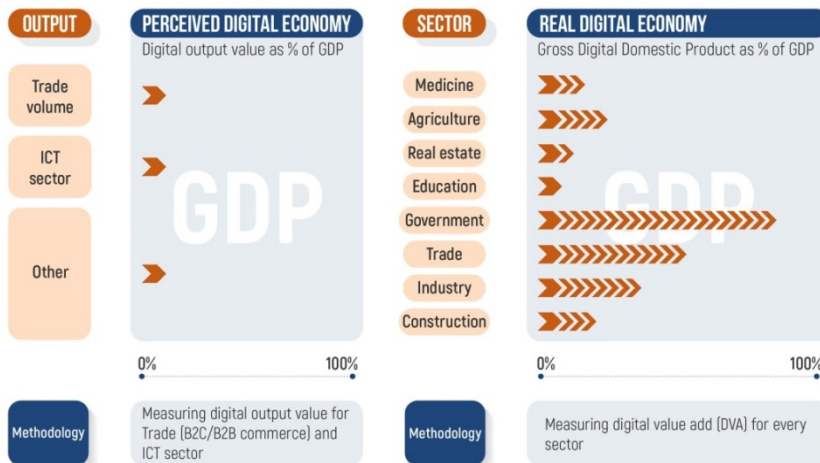 OUTPUT
PERCEIVED DIGITAL ECONOMY
Digital output value as % of GDP
Trade
volume
ICT
sector
Other
GDP
0%
100%
Methodology
Measuring digital output value for
Trade (B2C/B2B commerce) and
ICT sector
SECTOR
REAL DIGITAL ECONOMY
Gross Digital Domestic Product as % of GDP
Medicine
Agriculture
Real estate
Education
Government
Trade
Industry
Construction
GDP
0%
100%
Methodology
Measuring digital value add (DVA) for every
sector